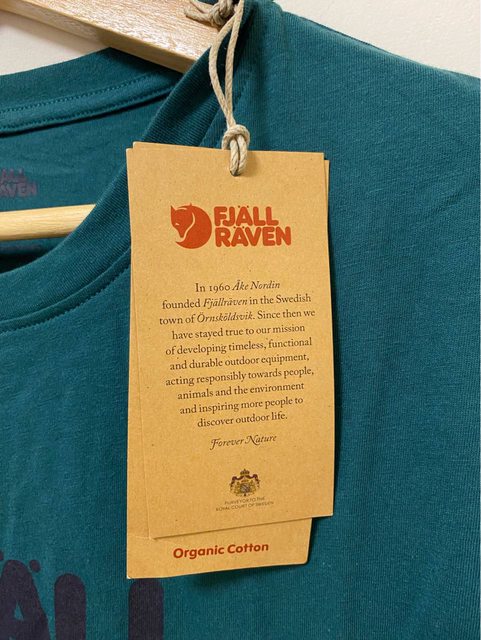 FJÄLL
RÄVEN
FJÄLL
RÄVEN
In 1960 Åke Nordin
founded Fjällräven in the Swedish
town of Örnsköldsvik. Since then we
have stayed true to our mission
of developing timeless, functional
and durable outdoor equipment,
acting responsibly towards people,
animals and the environment
and inspiring more people to
discover outdoor life.
Forever Nature
PURVEYOR TO THE
ROYAL COURT OF SWEDEN
Organic Cotton
ÄLL